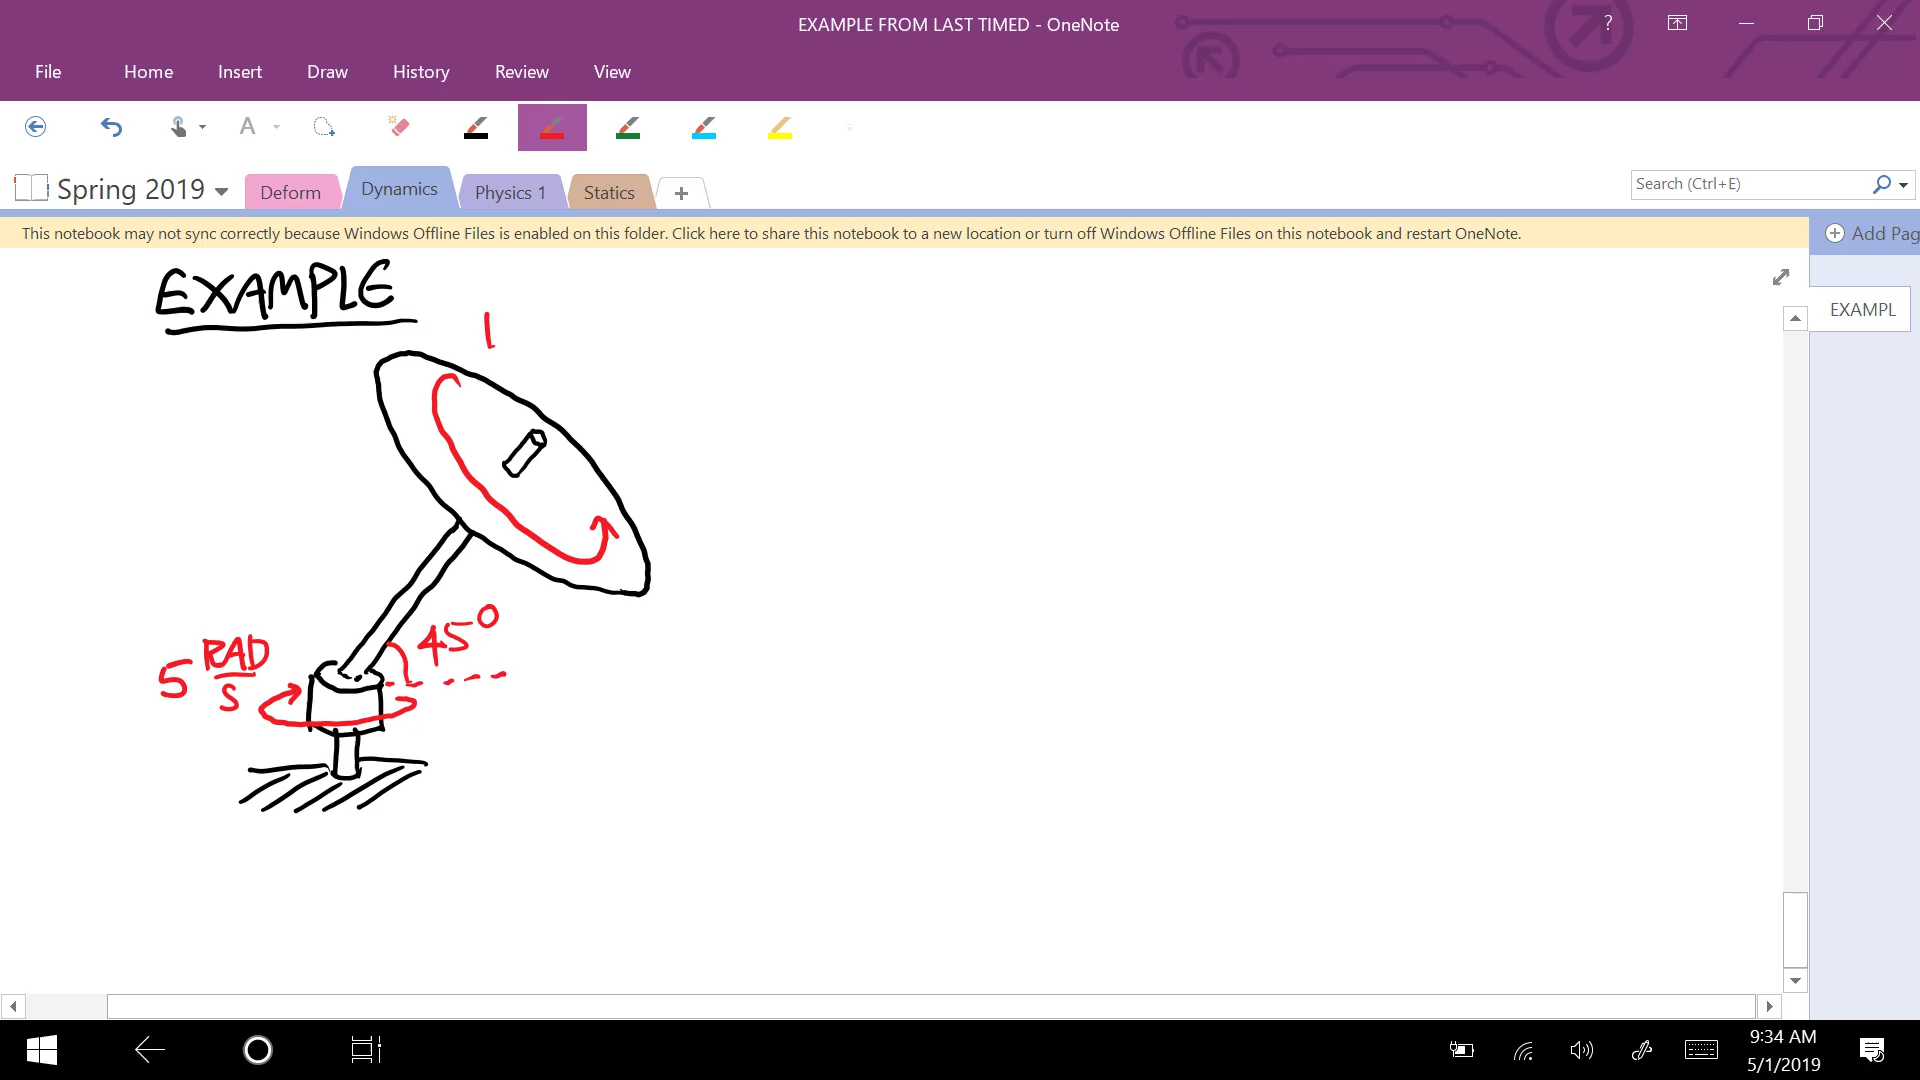 EXAMPLE FROM LAST TIMED - OneNote
?
File Home Insert Draw History Review View
A
Spring 2019 Deform Dynamics Physics 1 Statics +
Search (Ctrl+E)
This notebook may not sync correctly because Windows Offline Files is enabled on this folder. Click here to share this notebook to a new location or turn off Windows Offline Files on this notebook and restart OneNote.
Add Pag
EXAMPLE
EXAMPL
45°
5 RAD/S
9:34 AM
5/1/2019